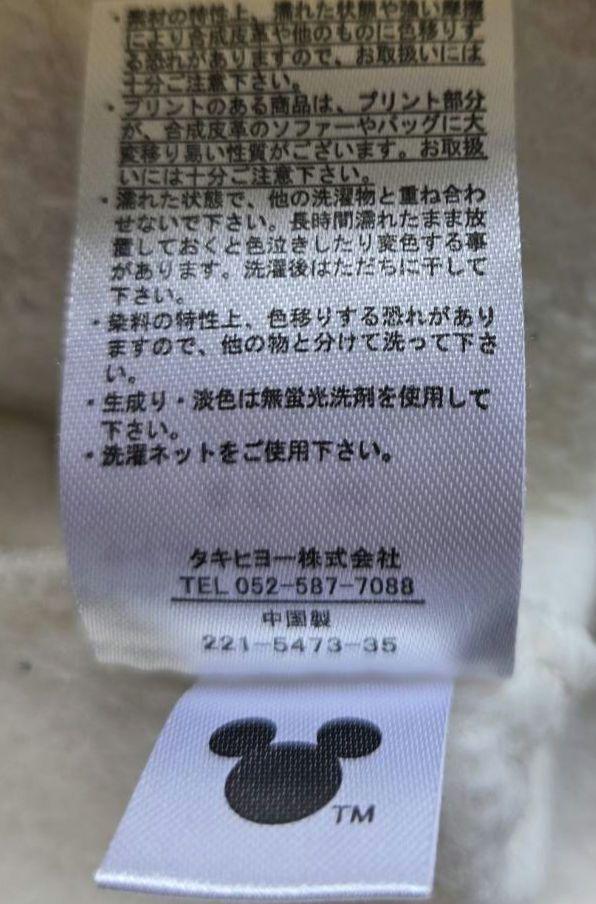 ・素材の特性上、濡れた状態や強い摩擦
により合成皮革や他のものに色移りす
る恐れがありますので、お取扱いには
十分ご注意下さい。
・プリントのある商品は、プリント部分
が、合成皮革のソファーやバッグに大
変移り易い性質がございます。お取扱
いには十分ご注意下さい。
・濡れた状態で、他の洗濯物と重ね合わ
せないで下さい。長時間濡れたまま放
置しておくと色泣きしたり変色する事
があります。洗濯後はただちに干して
下さい。
・染料の特性上、色移りする恐れがあり
ますので、他の物と分けて洗って下さ
い。
・生成り・淡色は無蛍光洗剤を使用して
下さい。
・洗濯ネットをご使用下さい。
タキヒヨー株式会社
TEL 052-587-7088
中国製
221-5473-35
TM